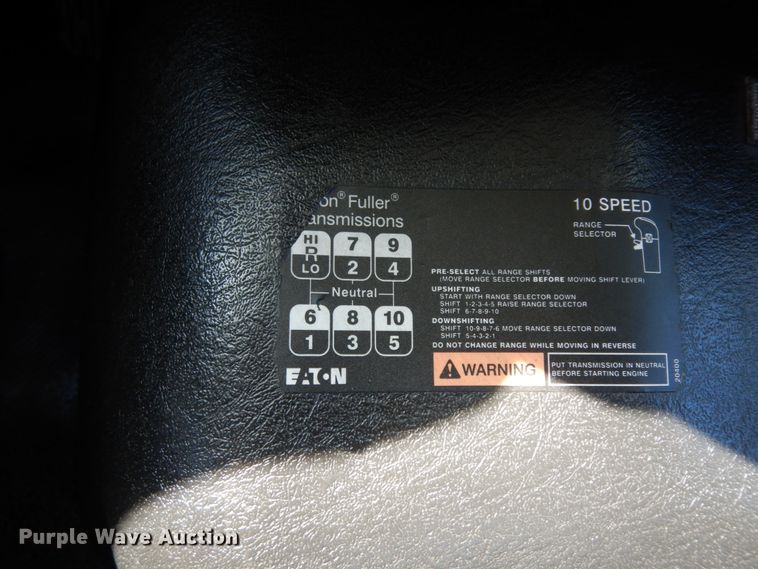 on® Fuller®
ansmissions
10 SPEED
RANGE
SELECTOR
HI
R
LO
7
2
9
4
Neutral
6
1
8
3
10
5
EATON
PRE-SELECT ALL RANGE SHIFTS
(MOVE RANGE SELECTOR BEFORE MOVING SHIFT LEVER)
UPSHIFTING
START WITH RANGE SELECTOR DOWN
SHIFT 1-2-3-4-5 RAISE RANGE SELECTOR
SHIFT 6-7-8-9-10
DOWNSHIFTING
SHIFT 10-9-8-7-6 MOVE RANGE SELECTOR DOWN
SHIFT 5-4-3-2-1
DO NOT CHANGE RANGE WHILE MOVING IN REVERSE
WARNING
PUT TRANSMISSION IN NEUTRAL
BEFORE STARTING ENGINE
20400
Purple Wave Auction